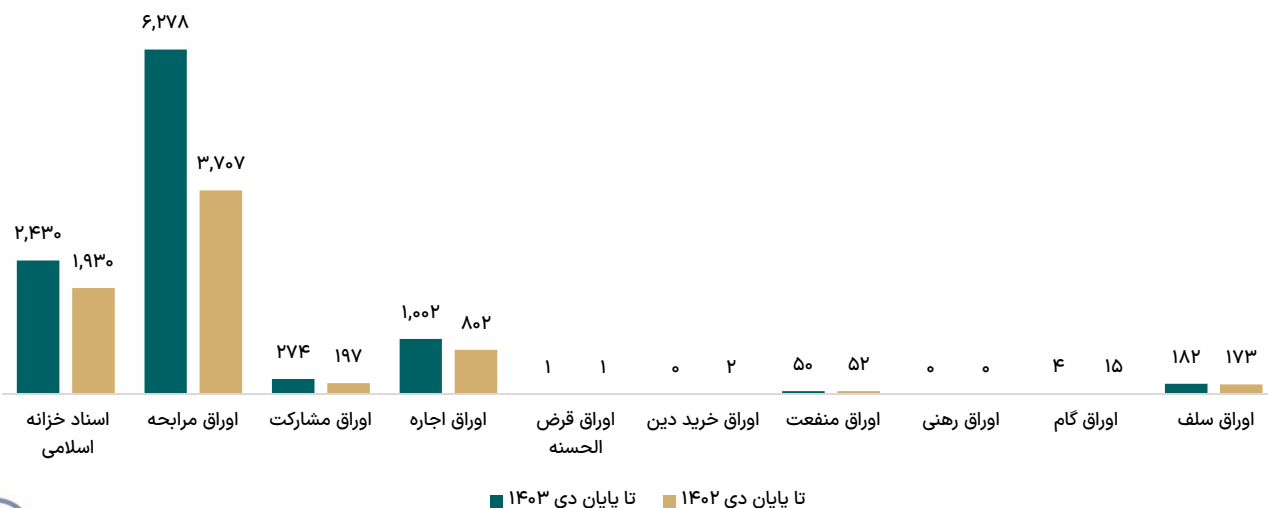 ۶,۲۷۸
۳,۷۰۷
۲,۴۳۰
۱,۹۳۰
۱,۰۰۲
۸۰۲
۲۷۴
۱۹۷
۱
۱
۰
۲
۵۰
۵۲
۰
۰
۴
۱۵
۱۸۲
۱۷۳
اسناد خزانه
اسلامی
اوراق مرابحه
اوراق مشارکت
اوراق اجاره
اوراق قرض
الحسنه
اوراق خرید دین
اوراق منفعت
اوراق رهنی
اوراق گام
اوراق سلف
تا پایان دی ۱۴۰۳
تا پایان دی ۱۴۰۲